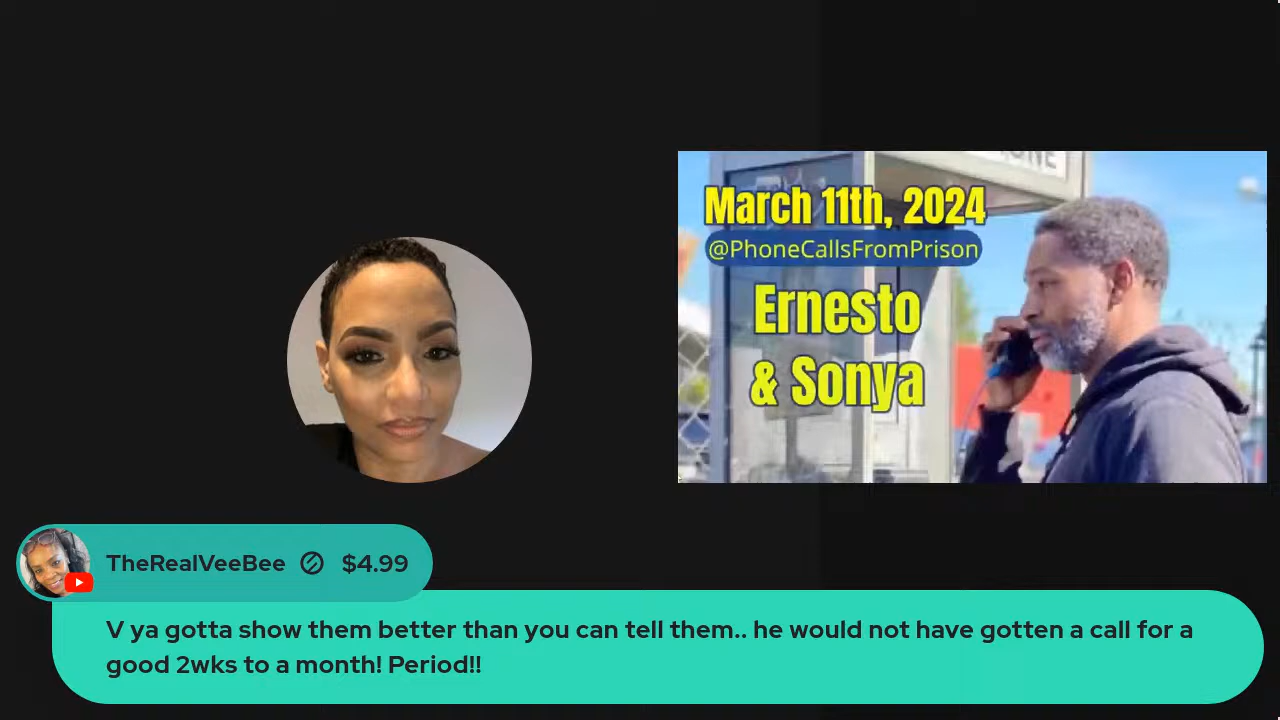 ONE
March 11th, 2024
@PhoneCallsFromPrison
Ernesto
& Sonya
TheRealVeeBee $4.99
V ya gotta show them better than you can tell them.. he would not have gotten a call for a
good 2wks to a month! Period!!